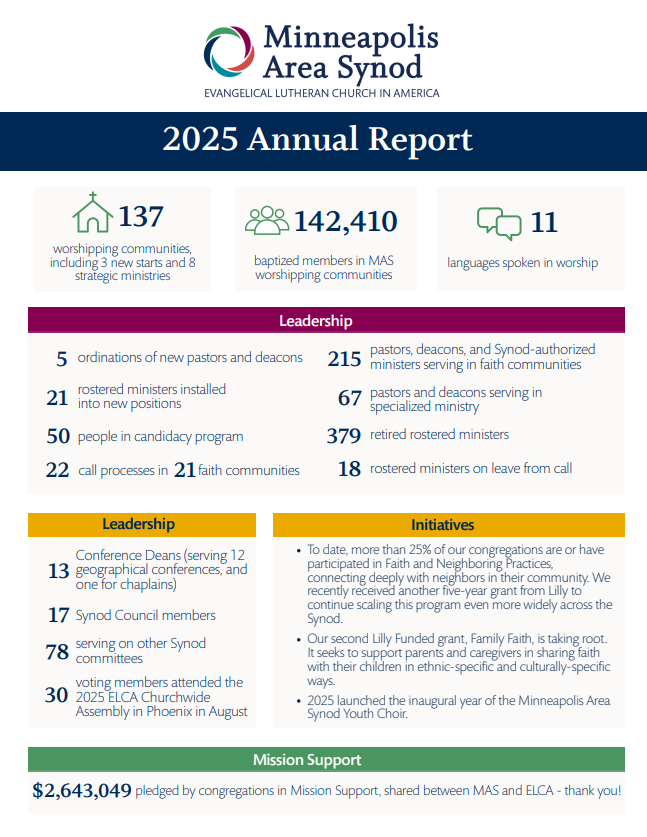 Minneapolis
Area Synod
EVANGELICAL LUTHERAN CHURCH IN AMERICA
2025 Annual Report
137
worshipping communities,
including 3 new starts and 8
strategic ministries
142,410
baptized members in MAS
worshipping communities
11
languages spoken in worship
Leadership
5 ordinations of new pastors and deacons
21 rostered ministers installed
into new positions
50 people in candidacy program
22 call processes in 21 faith communities
215 pastors, deacons, and Synod-authorized
ministers serving in faith communities
67 pastors and deacons serving in
specialized ministry
379 retired rostered ministers
18 rostered ministers on leave from call
Leadership
13 Conference Deans (serving 12
geographical conferences, and
one for chaplains)
17 Synod Council members
78 serving on other Synod
committees
30 voting members attended the
2025 ELCA Churchwide
Assembly in Phoenix in August
Initiatives
• To date, more than 25% of our congregations are or have
participated in Faith and Neighboring Practices,
connecting deeply with neighbors in their community. We
recently received another five-year grant from Lilly to
continue scaling this program even more widely across the
Synod.
• Our second Lilly Funded grant, Family Faith, is taking root.
It seeks to support parents and caregivers in sharing faith
with their children in ethnic-specific and culturally-specific
ways.
• 2025 launched the inaugural year of the Minneapolis Area
Synod Youth Choir.
Mission Support
$2,643,049 pledged by congregations in Mission Support, shared between MAS and ELCA - thank you!